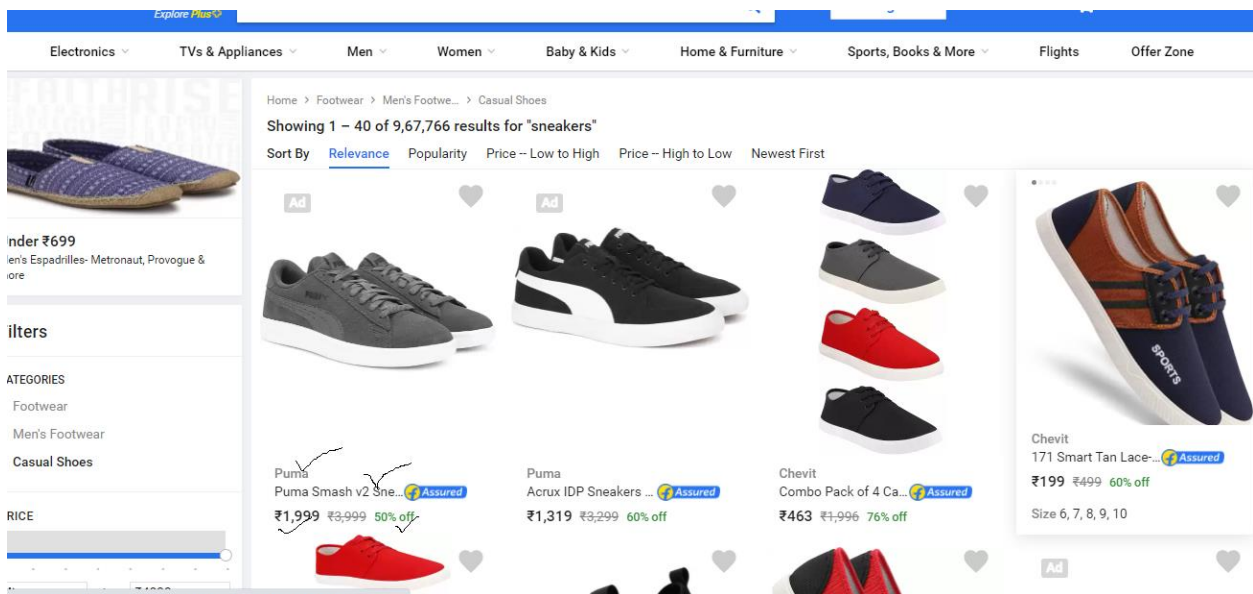 Explore Plus
Electronics TVs & Appliances Men Women Baby & Kids Home & Furniture Sports, Books & More Flights Offer Zone
Home > Footwear > Men's Footwe... > Casual Shoes
Showing 1 – 40 of 9,67,766 results for "sneakers"
Sort By Relevance Popularity Price -- Low to High Price -- High to Low Newest First
FAITH RISE
nder ₹699
len's Espadrilles- Metronaut, Provogue &
ore
ilters
ATEGORIES
Footwear
Men's Footwear
Casual Shoes
RICE
Ad
PUMA
Puma
Puma Smash v2 Sne... Assured
₹1,999 ₹3,999 50% off
Ad
Puma
Acrux IDP Sneakers ... Assured
₹1,319 ₹3,299 60% off
Chevit
Combo Pack of 4 Ca... Assured
₹463 ₹1,996 76% off
SPORTS
Chevit
171 Smart Tan Lace-... Assured
₹199 ₹499 60% off
Size 6, 7, 8, 9, 10
Ad